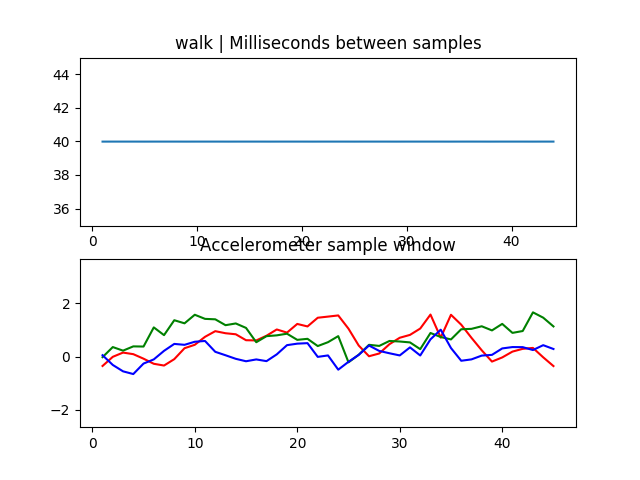 walk | Milliseconds between samples
44
42
40
38
36
0 10 20 30 40
Accelerometer sample window
2
0
−2
0 10 20 30 40